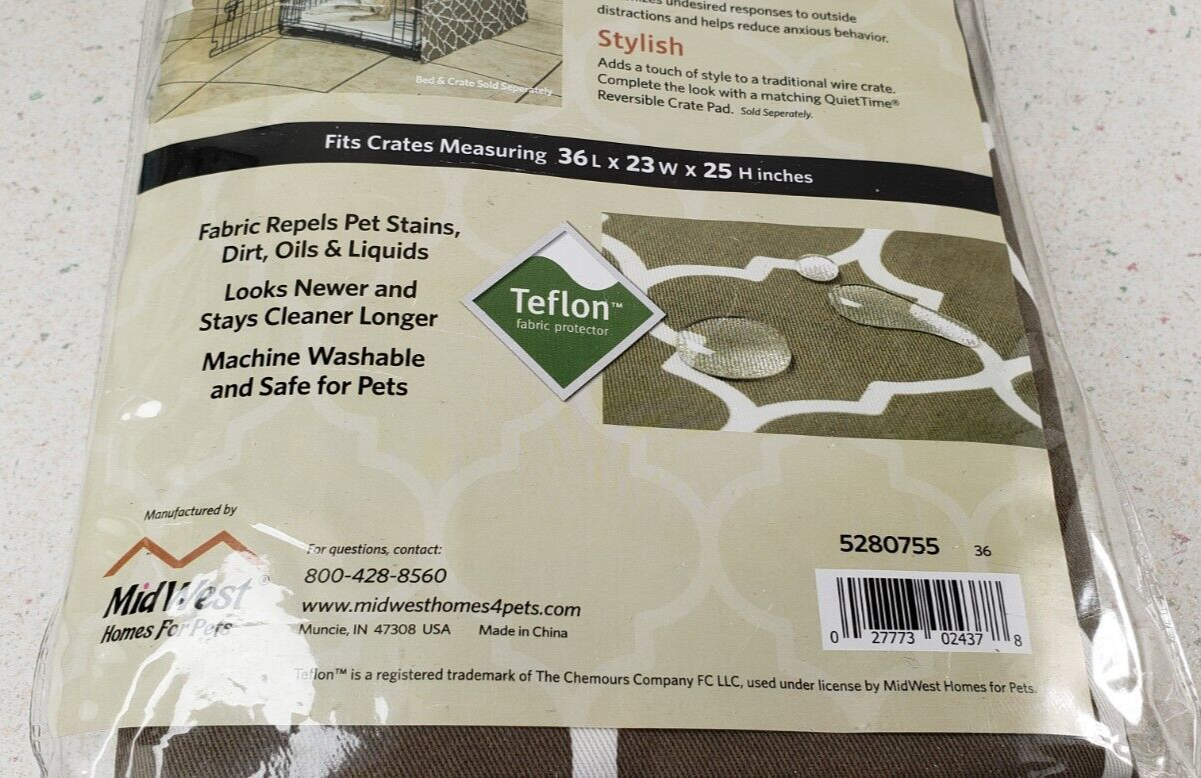 undesired responses to outside
distractions and helps reduce anxious behavior.
Stylish
Adds a touch of style to a traditional wire crate.
Complete the look with a matching QuietTime®
Reversible Crate Pad. Sold Seperately.
Bed & Crate Sold Seperately
Fits Crates Measuring 36 L x 23 W x 25 H inches
Fabric Repels Pet Stains,
Dirt, Oils & Liquids
Looks Newer and
Stays Cleaner Longer
Machine Washable
and Safe for Pets
Teflon™
fabric protector
Manufactured by
MidWest®
Homes For Pets
For questions, contact:
800-428-8560
www.midwesthomes4pets.com
Muncie, IN 47308 USA Made in China
5280755 36
0 27773 02437 8
Teflon™ is a registered trademark of The Chemours Company FC LLC, used under license by MidWest Homes for Pets.